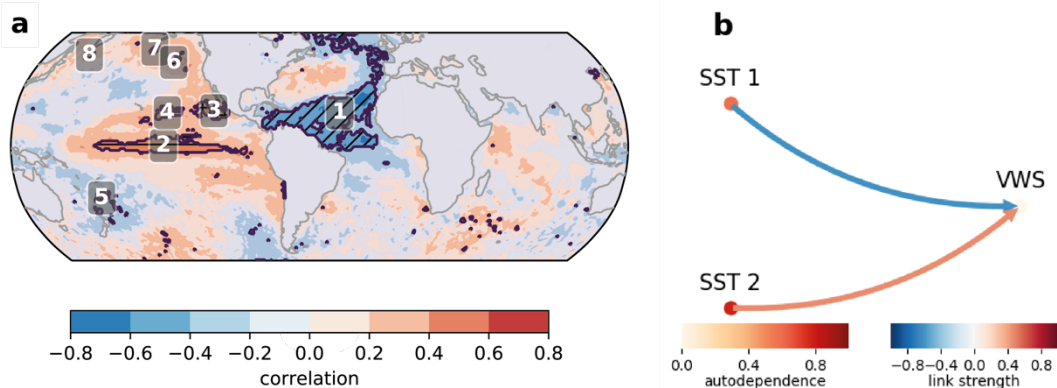 a
8
7
6
4
3
1
2
5
−0.8 −0.6 −0.4 −0.2 0.0 0.2 0.4 0.6 0.8
correlation
b
SST 1
VWS
SST 2
0.0 0.4 0.8
autodependence
−0.8−0.4 0.0 0.4 0.8
link strength